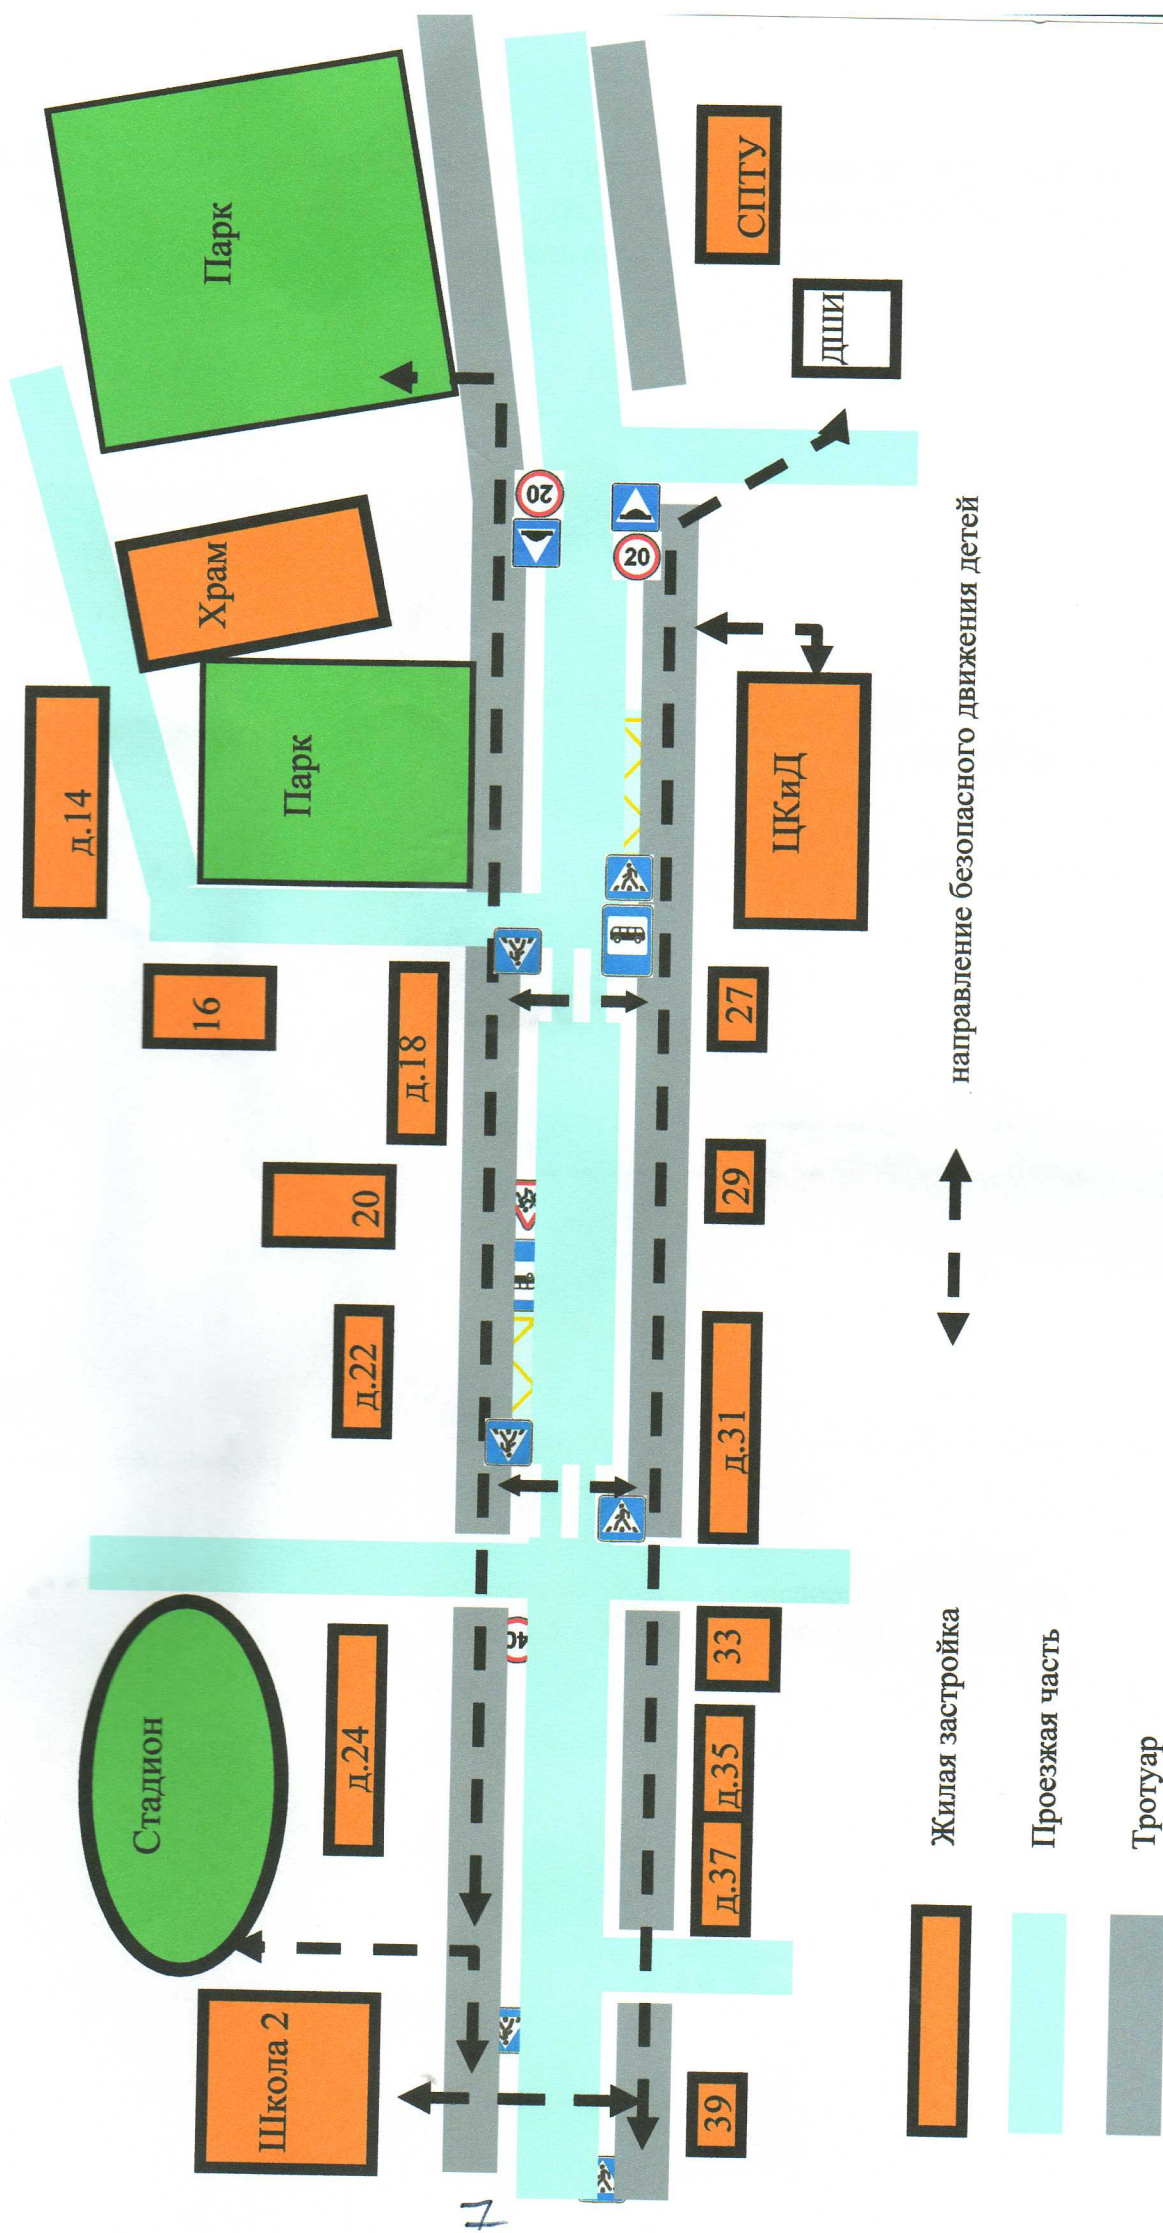 д.14
Стадион
16
Храм
Парк
Школа 2
Парк
д.24
д.22
20
д.18
7
40
20
20
39
д.37
д.35
33
д.31
29
27
ЦКиД
СПТУ
ДШИ
Жилая застройка
направление безопасного движения детей
Проезжая часть
Тротуар